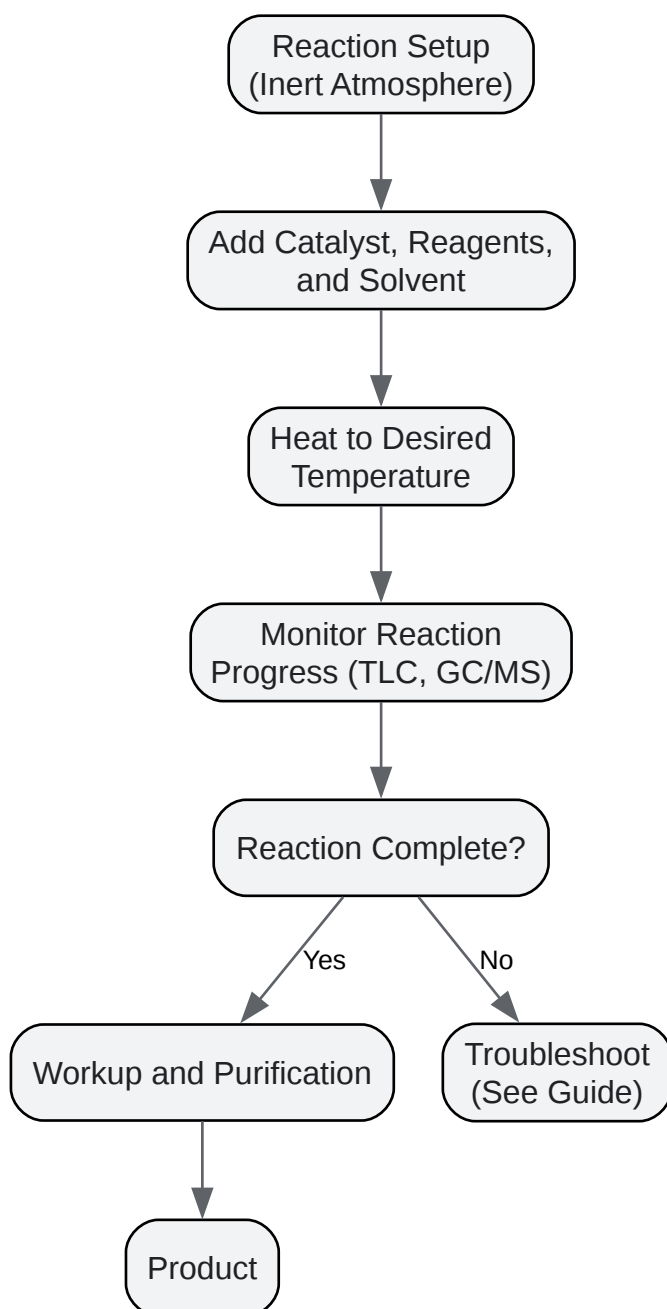 Reaction Setup
(Inert Atmosphere)
Add Catalyst, Reagents,
and Solvent
Heat to Desired
Temperature
Monitor Reaction
Progress (TLC, GC/MS)
Reaction Complete?
Yes
No
Workup and Purification
Troubleshoot
(See Guide)
Product